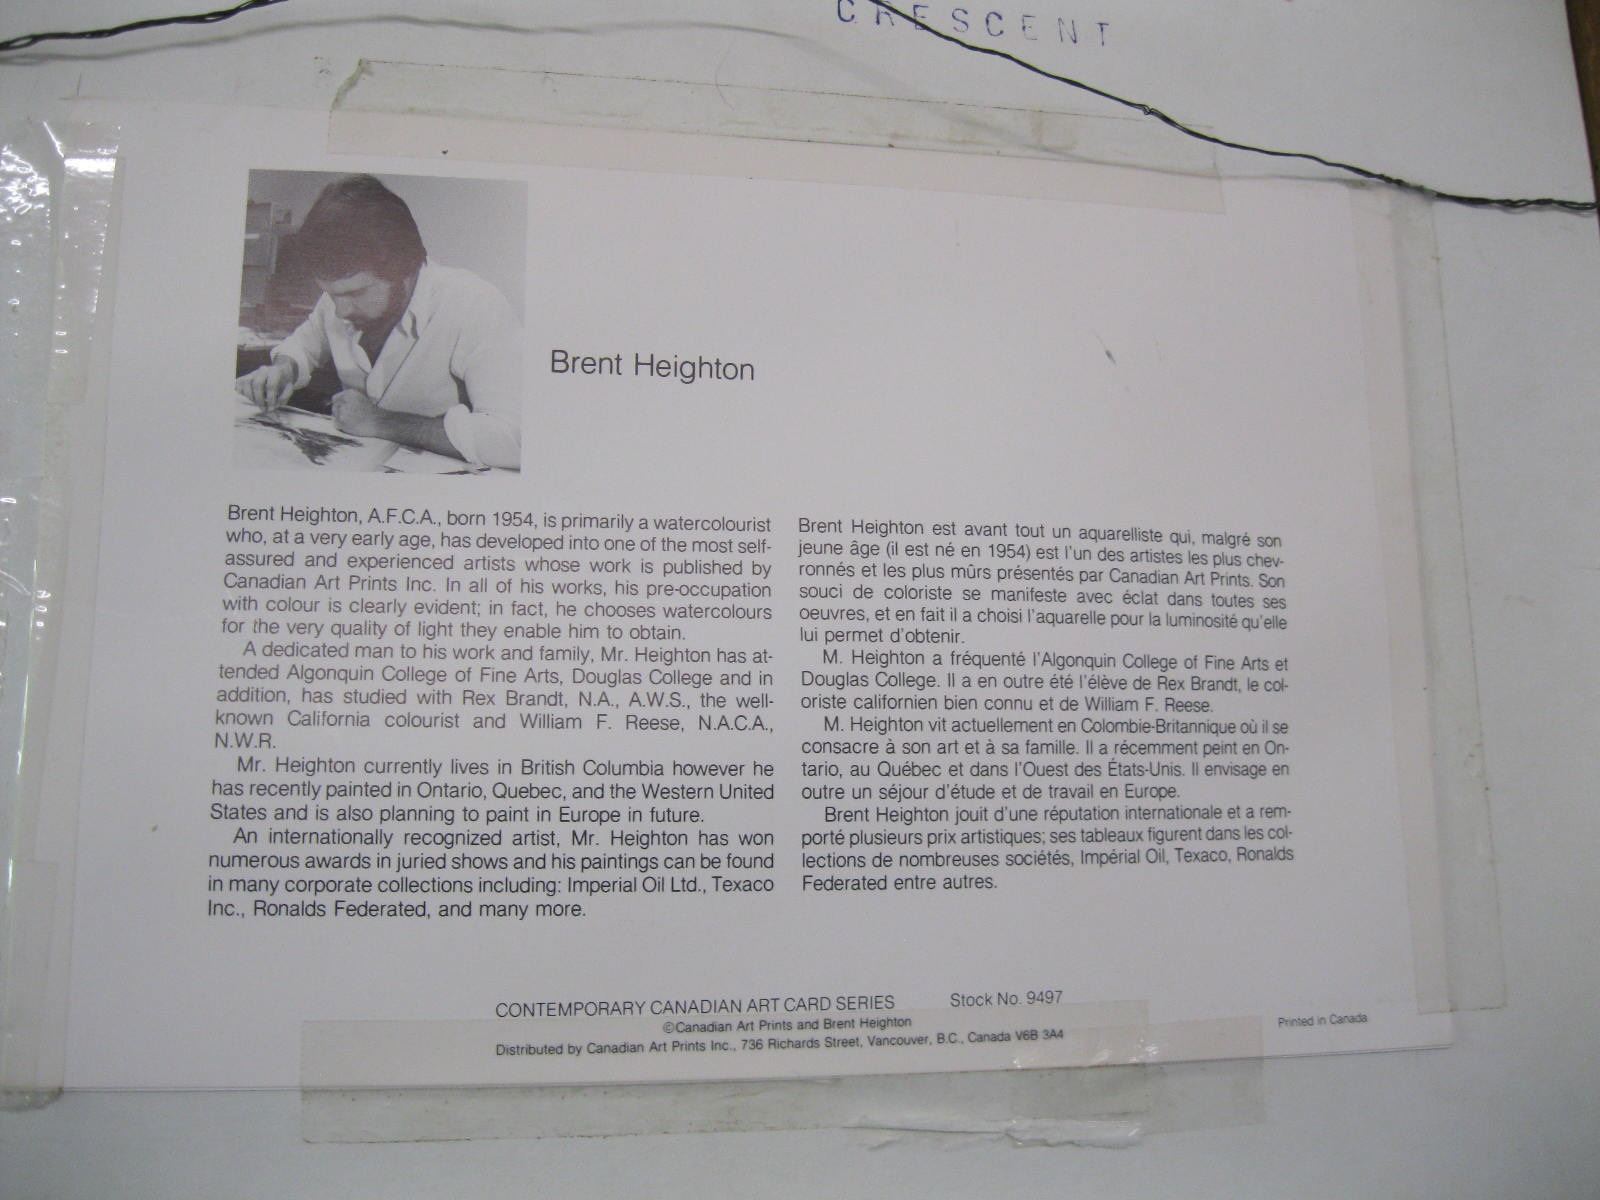 CRESCENT
Brent Heighton
Brent Heighton, A.F.C.A., born 1954, is primarily a watercolourist
who, at a very early age, has developed into one of the most self-
assured and experienced artists whose work is published by
Canadian Art Prints Inc. In all of his works, his pre-occupation
with colour is clearly evident; in fact, he chooses watercolours
for the very quality of light they enable him to obtain.
A dedicated man to his work and family, Mr. Heighton has at-
tended Algonquin College of Fine Arts, Douglas College and in
addition, has studied with Rex Brandt, N.A., A.W.S., the well-
known California colourist and William F. Reese, N.A.C.A.,
N.W.R.
Mr. Heighton currently lives in British Columbia however he
has recently painted in Ontario, Quebec, and the Western United
States and is also planning to paint in Europe in future.
An internationally recognized artist, Mr. Heighton has won
numerous awards in juried shows and his paintings can be found
in many corporate collections including: Imperial Oil Ltd., Texaco
Inc., Ronalds Federated, and many more.
Brent Heighton est avant tout un aquarelliste qui, malgré son
jeune âge (il est né en 1954) est l'un des artistes les plus chev-
ronnés et les plus mûrs présentés par Canadian Art Prints. Son
souci de coloriste se manifeste avec éclat dans toutes ses
oeuvres, et en fait il a choisi l'aquarelle pour la luminosité qu'elle
lui permet d'obtenir.
M. Heighton a fréquenté l'Algonquin College of Fine Arts et
Douglas College. Il a en outre été l'élève de Rex Brandt, le col-
oriste californien bien connu et de William F. Reese.
M. Heighton vit actuellement en Colombie-Britannique où il se
consacre à son art et à sa famille. Il a récemment peint en On-
tario, au Québec et dans l'Ouest des États-Unis. Il envisage en
outre un séjour d'étude et de travail en Europe.
Brent Heighton jouit d'une réputation internationale et a rem-
porté plusieurs prix artistiques; ses tableaux figurent dans les col-
lections de nombreuses sociétés, Impérial Oil, Texaco, Ronalds
Federated entre autres.
CONTEMPORARY CANADIAN ART CARD SERIES Stock No. 9497
©Canadian Art Prints and Brent Heighton
Distributed by Canadian Art Prints Inc., 736 Richards Street, Vancouver, B.C., Canada V6B 3A4
Printed in Canada